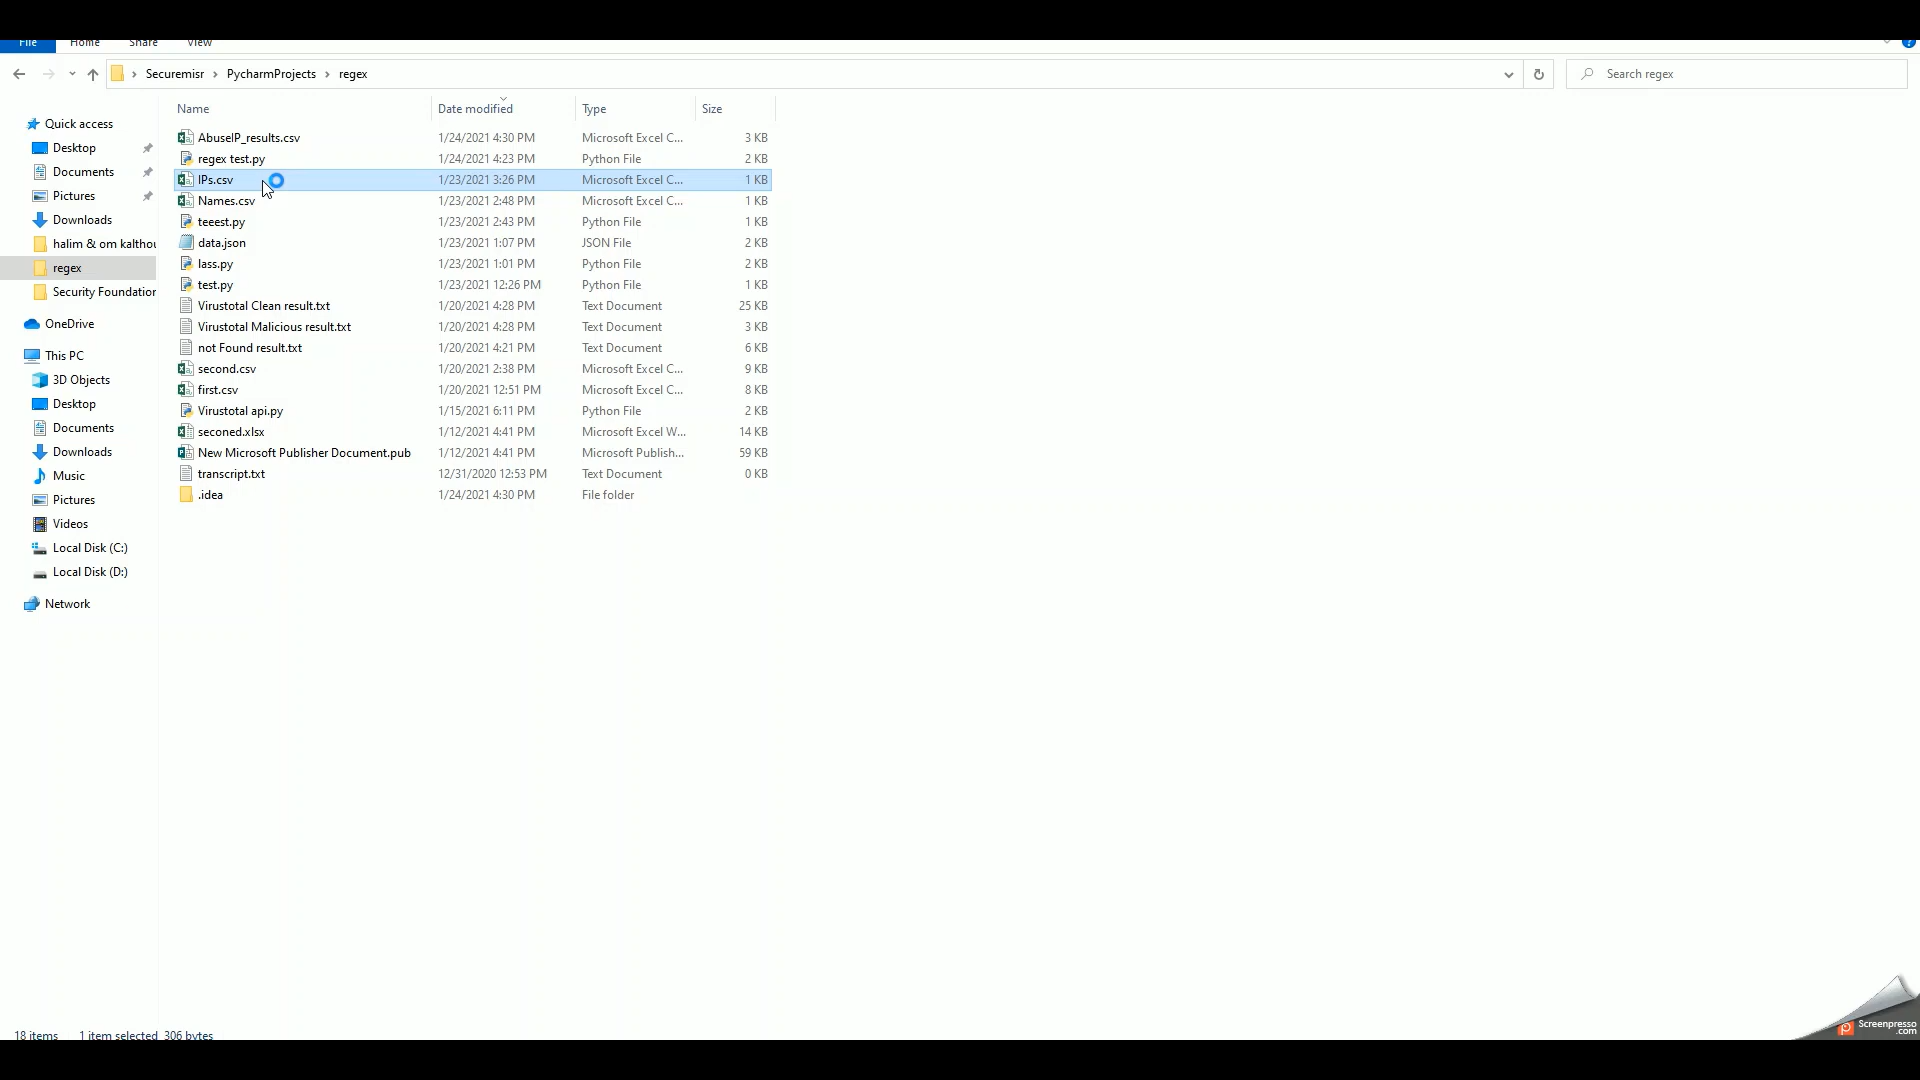 File Home Share View
Securemisr PycharmProjects regex Search regex
Name Date modified Type Size
Quick access
Desktop
Documents
Pictures
Downloads
halim & om kalthou
regex
Security Foundation
OneDrive
This PC
3D Objects
Desktop
Documents
Downloads
Music
Pictures
Videos
Local Disk (C:)
Local Disk (D:)
Network
AbuseIP_results.csv 1/24/2021 4:30 PM Microsoft Excel C... 3 KB
regex test.py 1/24/2021 4:23 PM Python File 2 KB
IPs.csv 1/23/2021 3:26 PM Microsoft Excel C... 1 KB
Names.csv 1/23/2021 2:48 PM Microsoft Excel C... 1 KB
teeest.py 1/23/2021 2:43 PM Python File 1 KB
data.json 1/23/2021 1:07 PM JSON File 2 KB
lass.py 1/23/2021 1:01 PM Python File 2 KB
test.py 1/23/2021 12:26 PM Python File 1 KB
Virustotal Clean result.txt 1/20/2021 4:28 PM Text Document 25 KB
Virustotal Malicious result.txt 1/20/2021 4:28 PM Text Document 3 KB
not Found result.txt 1/20/2021 4:21 PM Text Document 6 KB
second.csv 1/20/2021 2:38 PM Microsoft Excel C... 9 KB
first.csv 1/20/2021 12:51 PM Microsoft Excel C... 8 KB
Virustotal api.py 1/15/2021 6:11 PM Python File 2 KB
seconed.xlsx 1/12/2021 4:41 PM Microsoft Excel W... 14 KB
New Microsoft Publisher Document.pub 1/12/2021 4:41 PM Microsoft Publish... 59 KB
transcript.txt 12/31/2020 12:53 PM Text Document 0 KB
.idea 1/24/2021 4:30 PM File folder
18 items 1 item selected 306 bytes
Screenpresso
.com